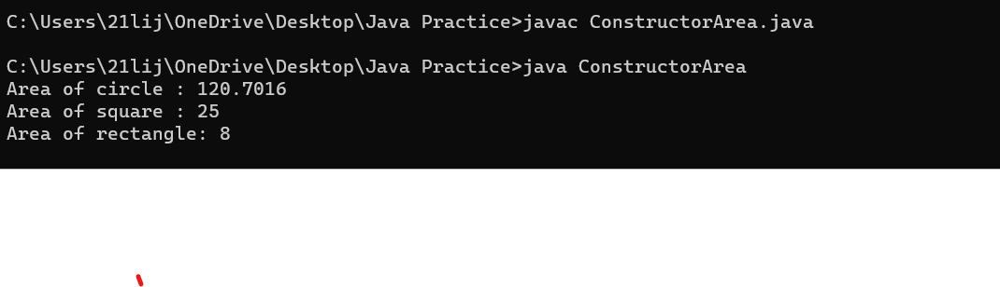 C:\Users\21lij\OneDrive\Desktop\Java Practice>javac ConstructorArea.java
C:\Users\21lij\OneDrive\Desktop\Java Practice>java ConstructorArea
Area of circle : 120.7016
Area of square : 25
Area of rectangle: 8